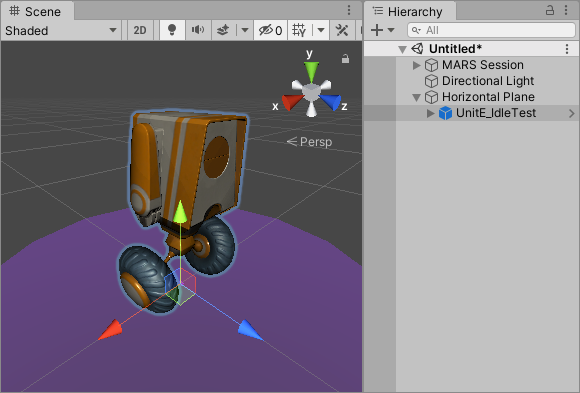 Scene
Shaded
2D
0
y
x
z
Persp
Hierarchy
All
Untitled*
MARS Session
Directional Light
Horizontal Plane
UnitE_IdleTest